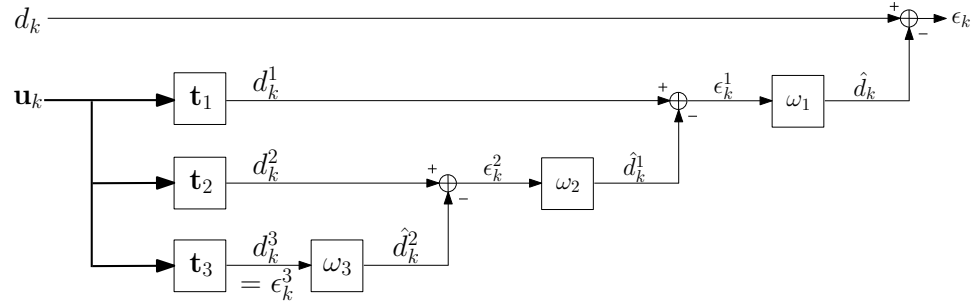 d_k + ϵ_k
−
𝐮_k 𝐭_1 d_k^1 + ϵ_k^1 ω_1 \hat{d}_k
−
𝐭_2 d_k^2 + ϵ_k^2 ω_2 \hat{d}_k^1
−
𝐭_3 d_k^3 ω_3 \hat{d}_k^2
= ϵ_k^3